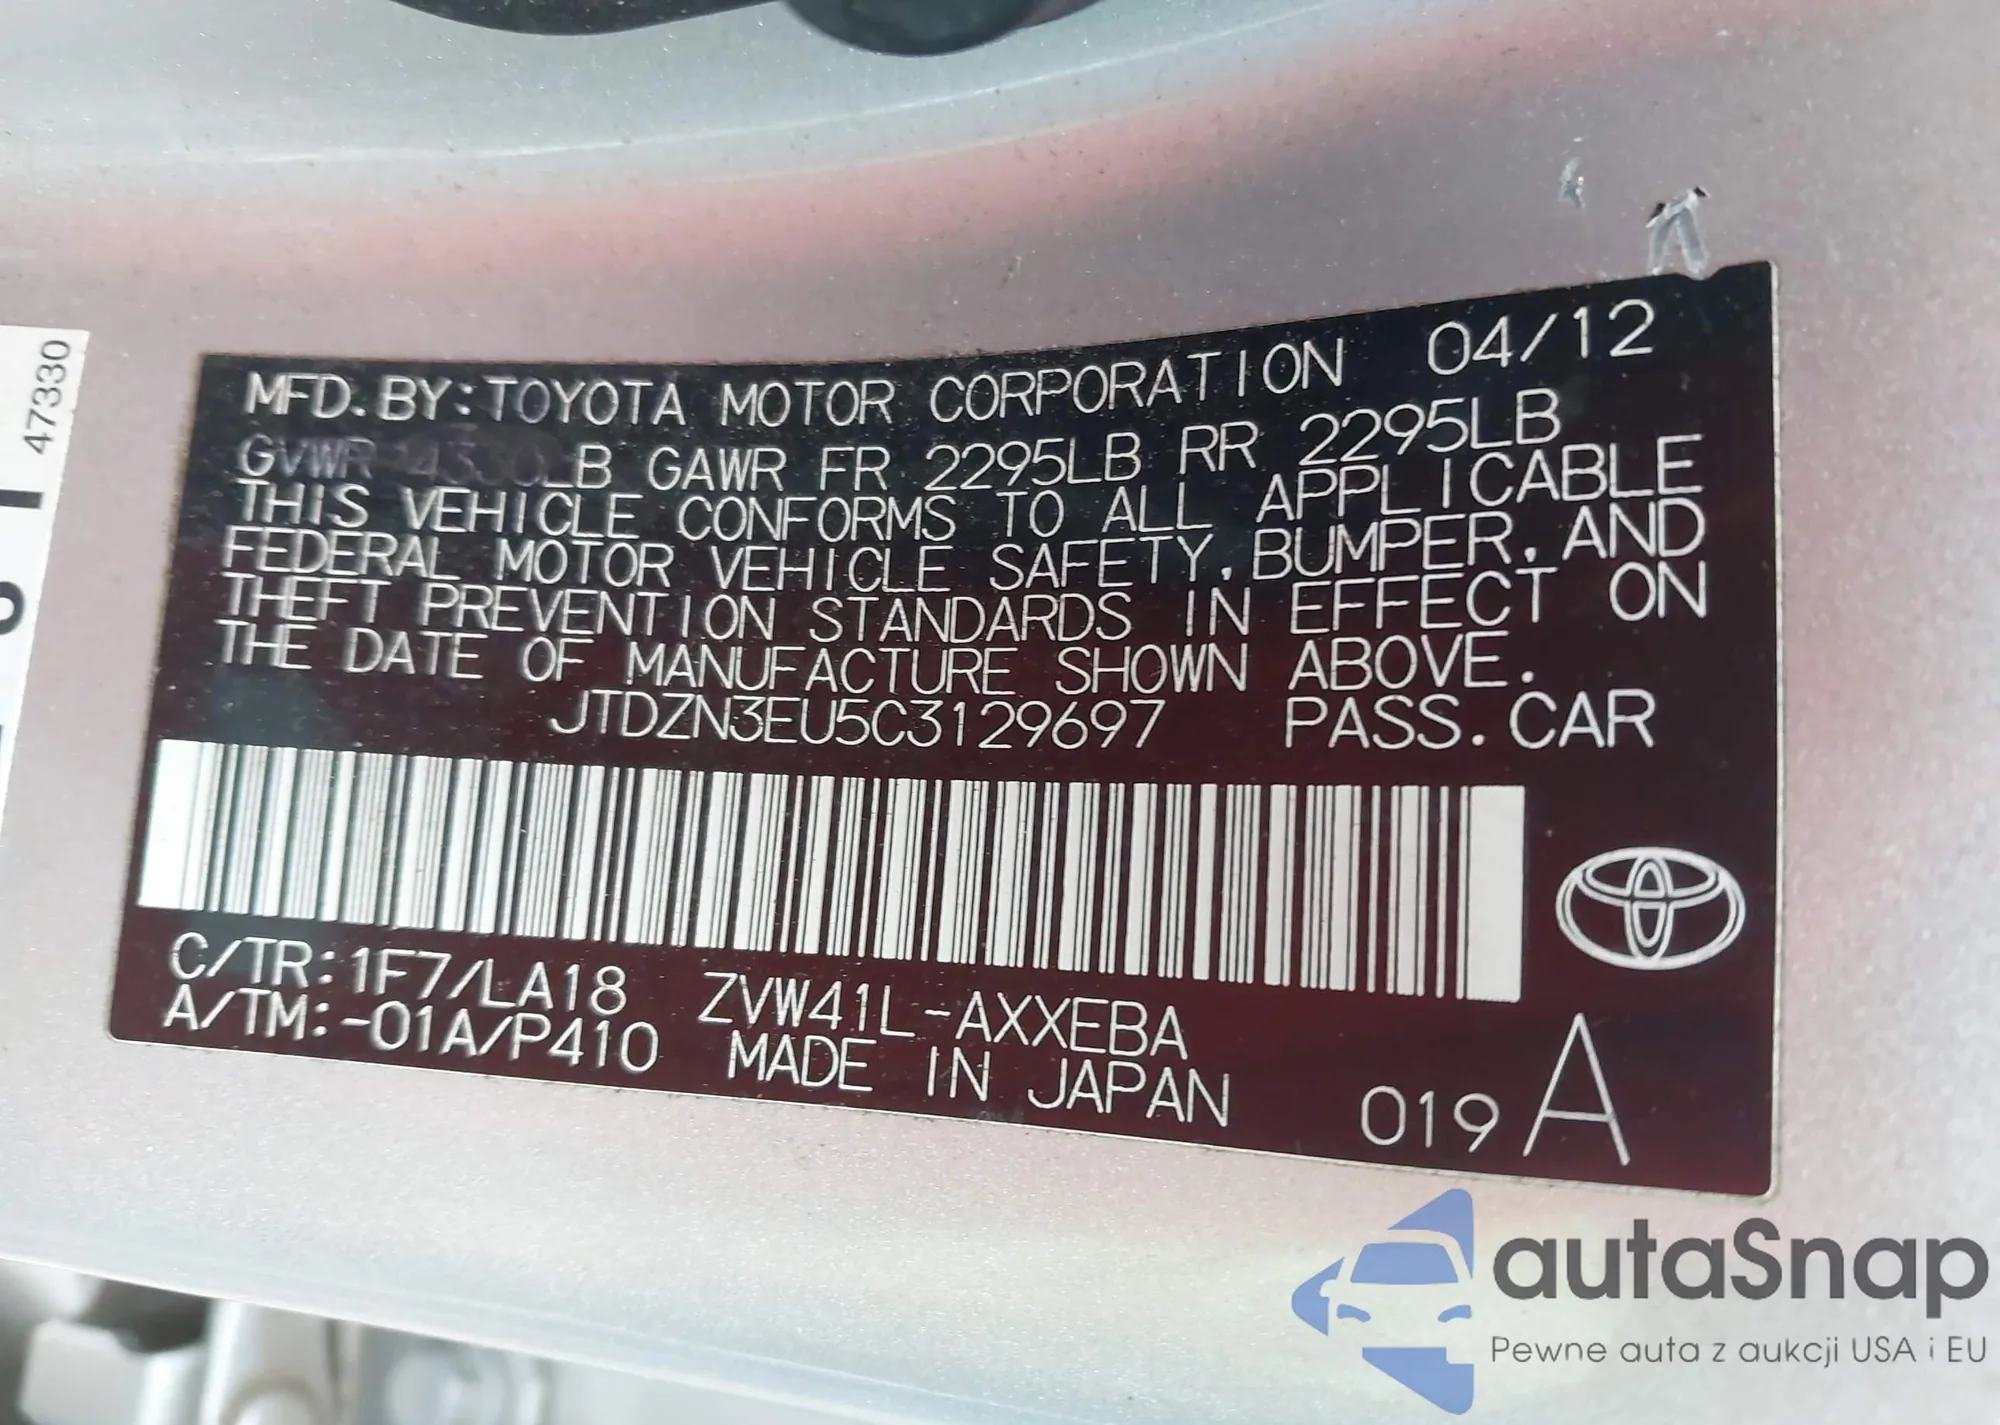 47330
MFD.BY:TOYOTA MOTOR CORPORATION 04/12
GVWR 4330LB GAWR FR 2295LB RR 2295LB
THIS VEHICLE CONFORMS TO ALL APPLICABLE
FEDERAL MOTOR VEHICLE SAFETY, BUMPER, AND
THEFT PREVENTION STANDARDS IN EFFECT ON
THE DATE OF MANUFACTURE SHOWN ABOVE.
JTDZN3EU5C3129697 PASS.CAR
C/TR:1F7/LA18 ZVW41L-AXXEBA
A/TM:-01A/P410 MADE IN JAPAN
019 A
autaSnap
Pewne auta z aukcji USA i EU